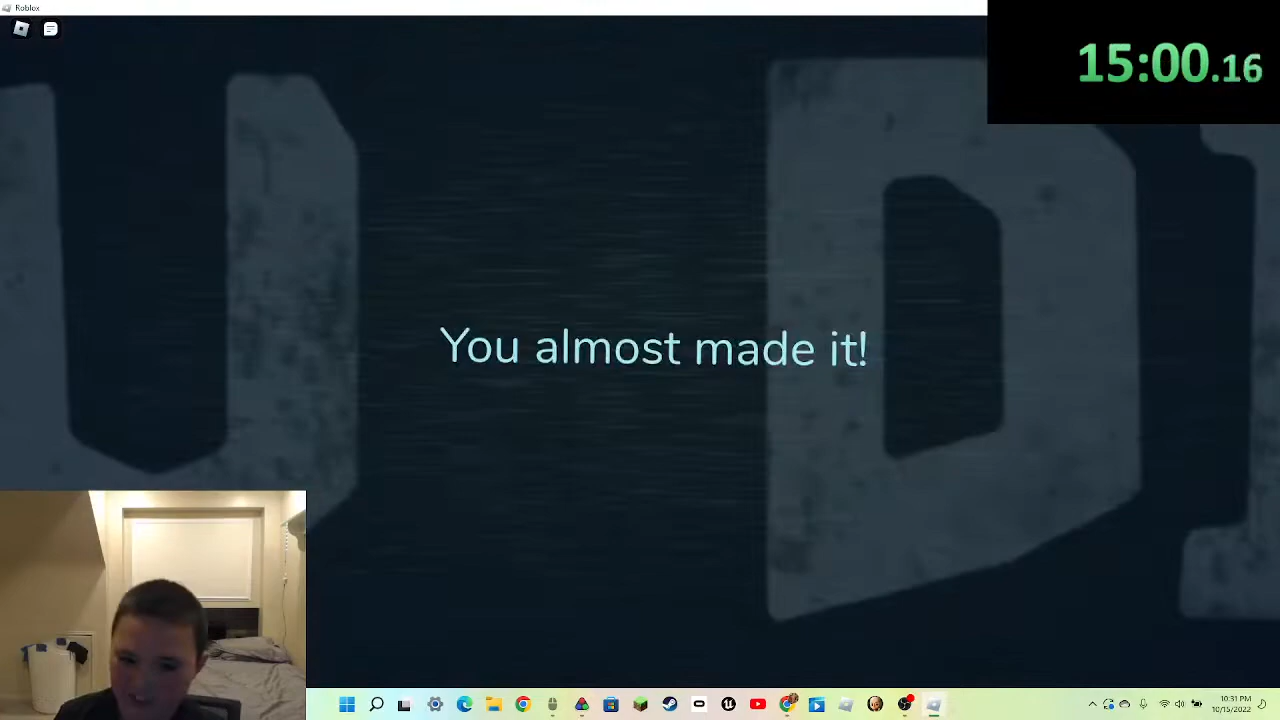 Roblox
15:00.16
U D
You almost made it!
10:31 PM
10/15/2022